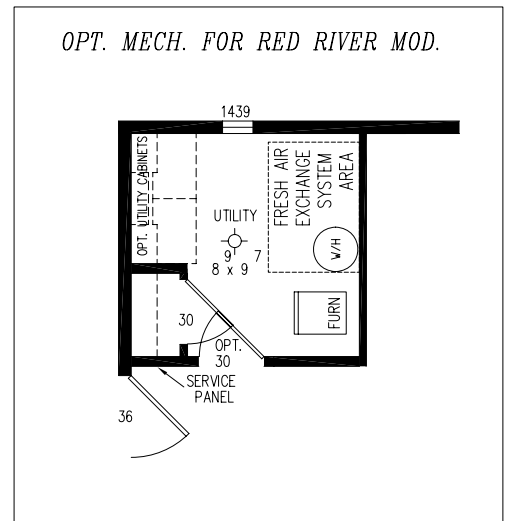 OPT. MECH. FOR RED RIVER MOD.
1439
OPT. UTILITY CABINETS
FRESH AIR
EXCHANGE
SYSTEM
AREA
UTILITY
9 7
8 x 9
W/H
FURN
30
OPT.
30
SERVICE
PANEL
36